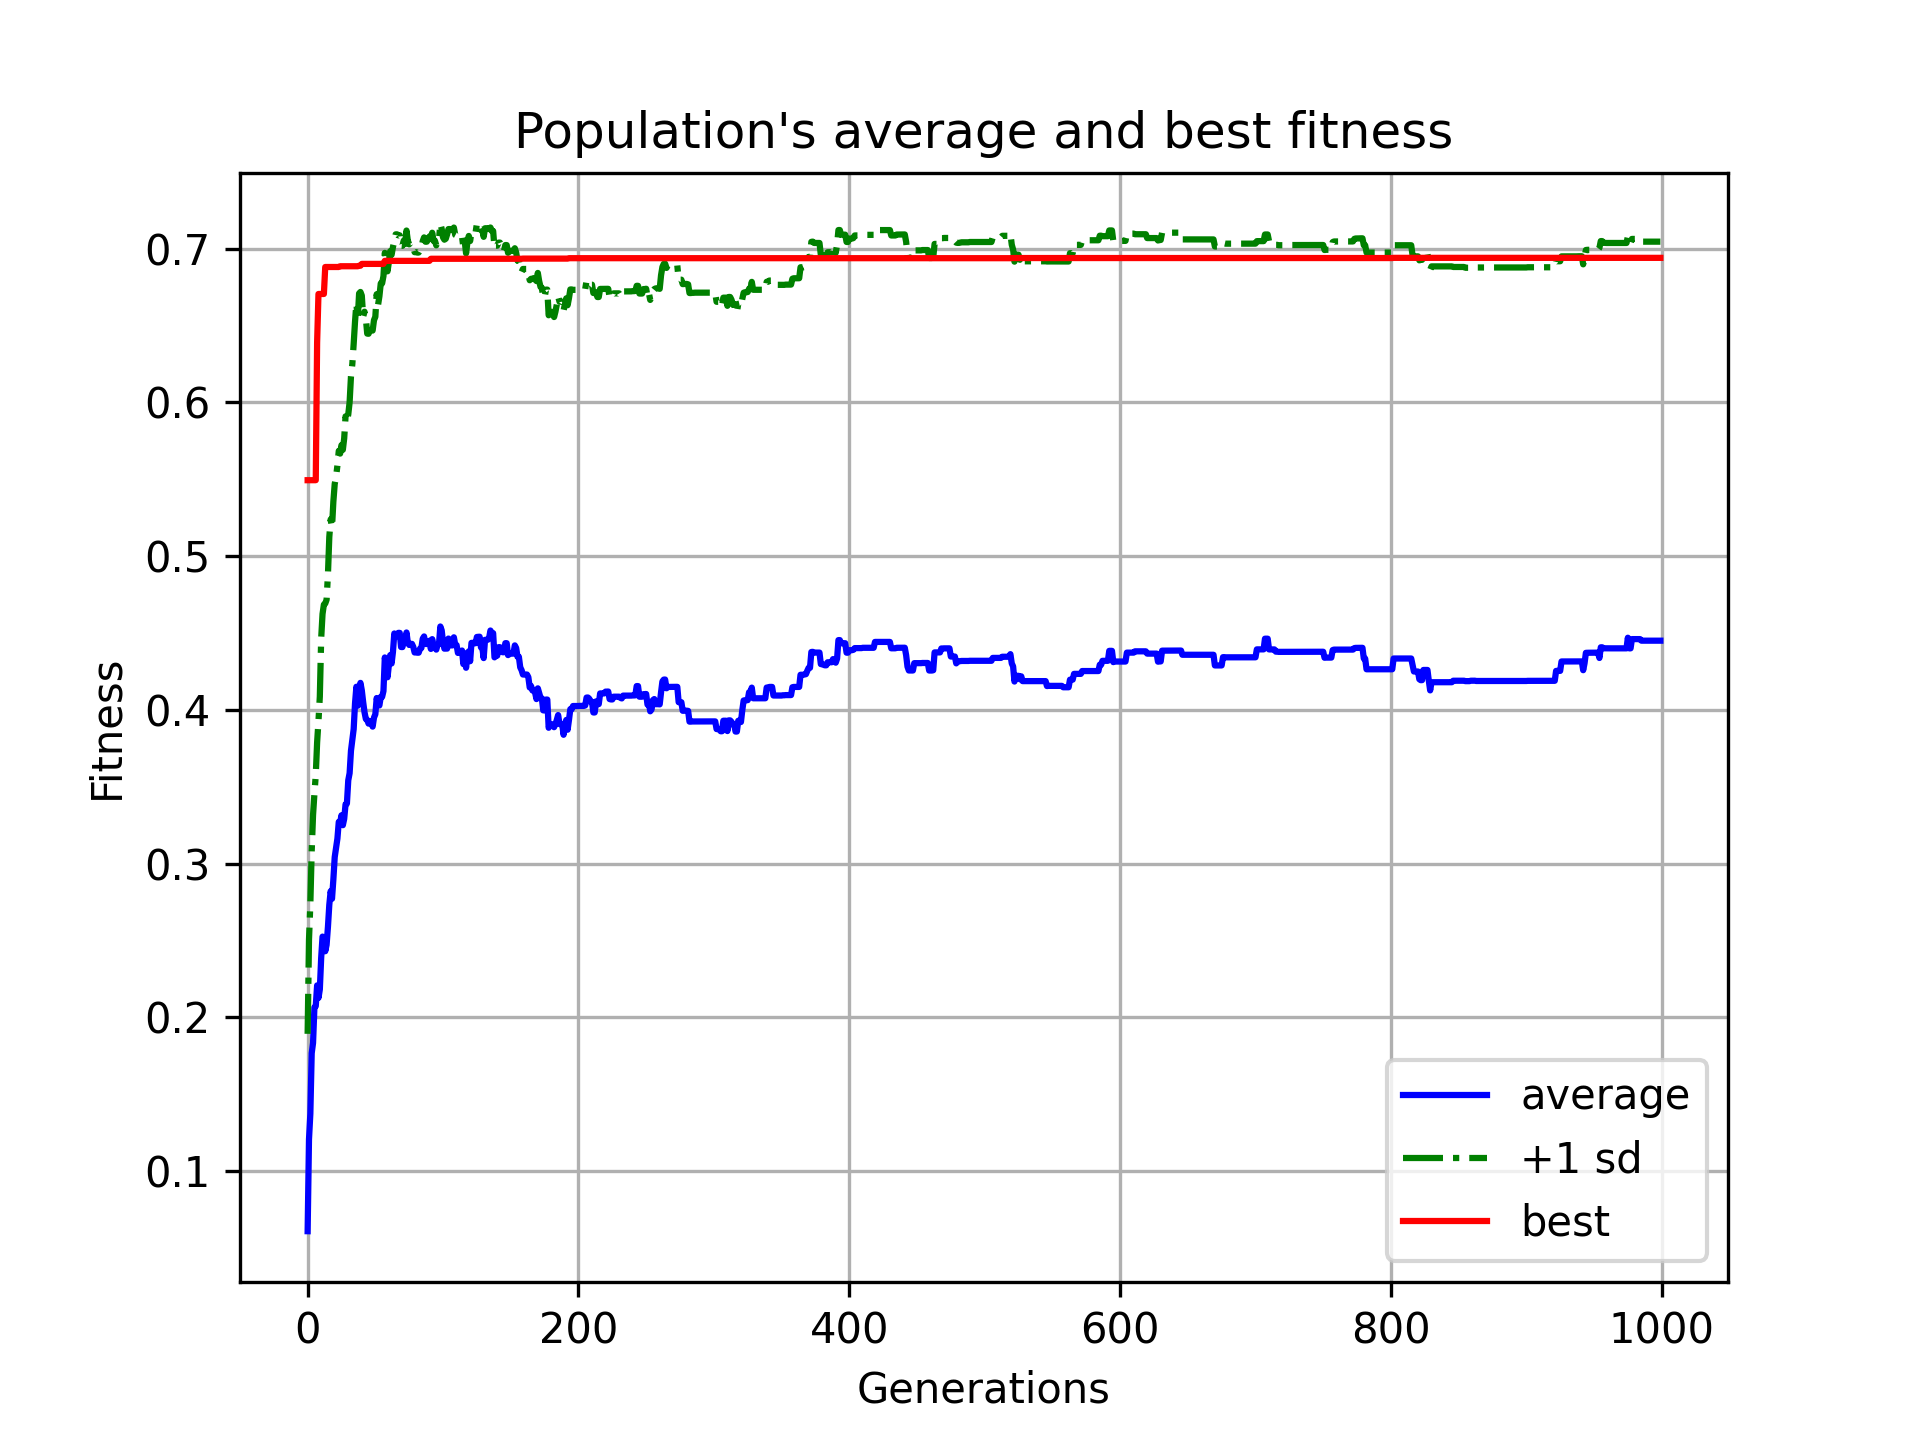 Population's average and best fitness
0.7
0.6
0.5
0.4
0.3
0.2
0.1
Fitness
average
+1 sd
best
0 200 400 600 800 1000
Generations